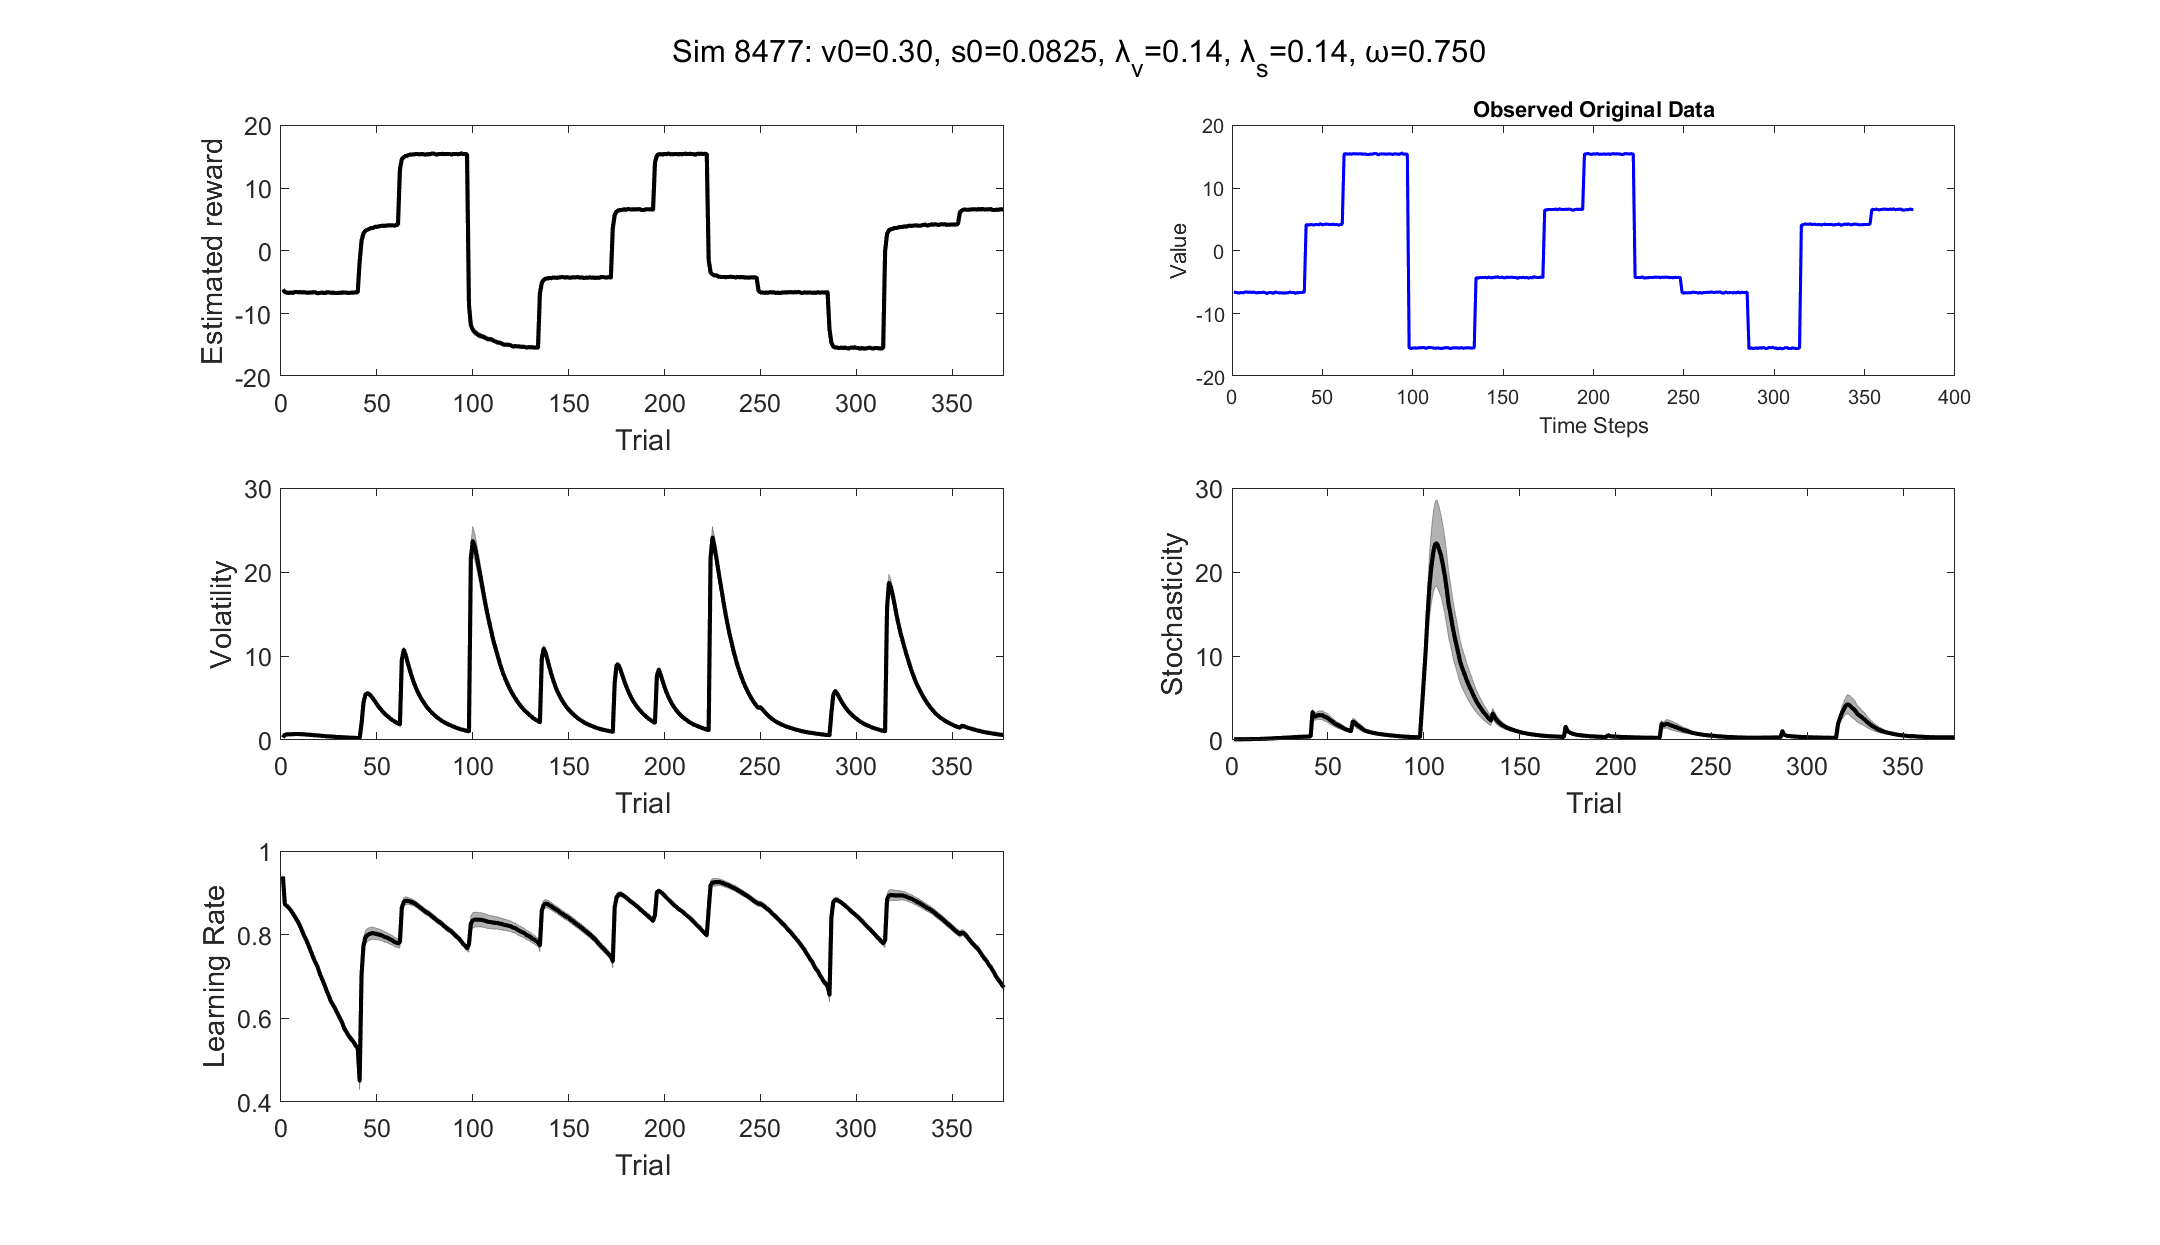 Sim 8477: v0=0.30, s0=0.0825, λ_v=0.14, λ_s=0.14, ω=0.750
20
10
0
-10
-20
Estimated reward
0 50 100 150 200 250 300 350
Trial
Observed Original Data
20
10
0
-10
-20
Value
0 50 100 150 200 250 300 350 400
Time Steps
30
20
10
0
Volatility
0 50 100 150 200 250 300 350
Trial
30
20
10
0
Stochasticity
0 50 100 150 200 250 300 350
Trial
1
0.8
0.6
0.4
Learning Rate
0 50 100 150 200 250 300 350
Trial